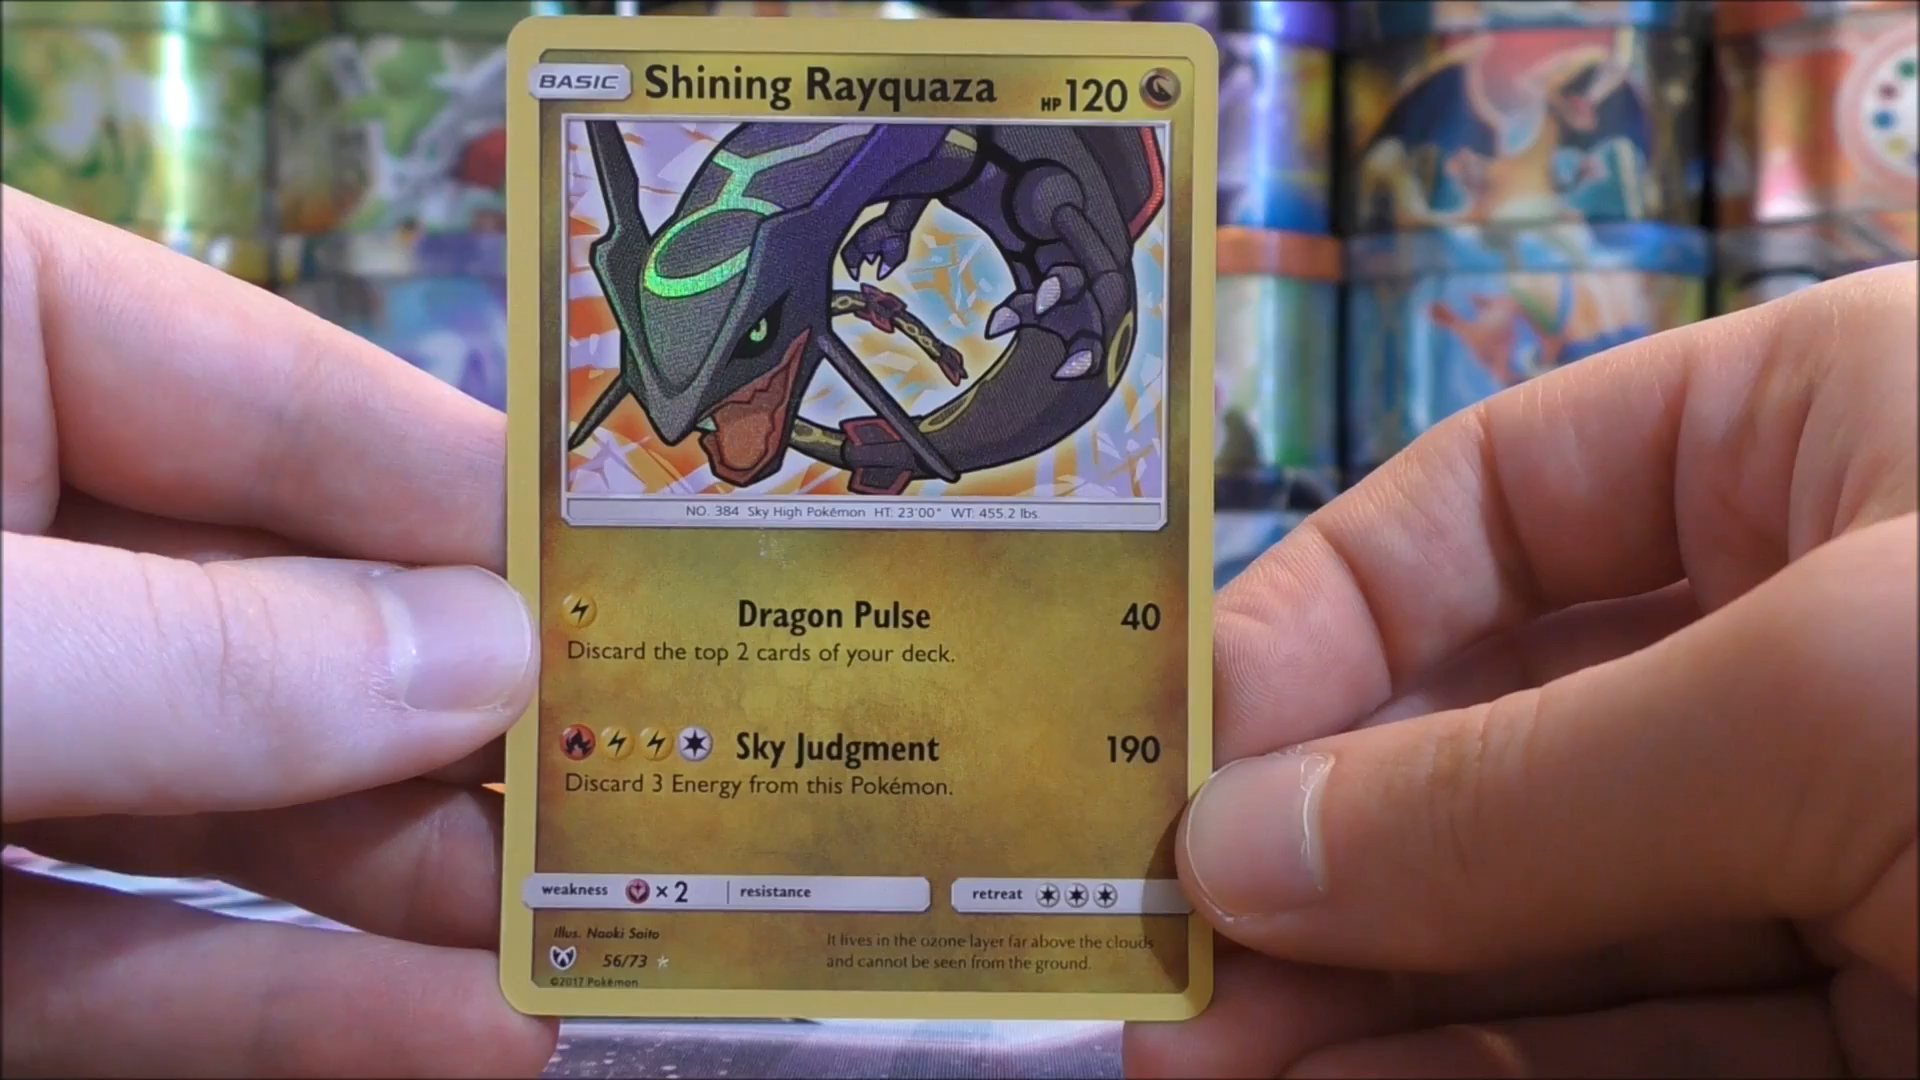 BASIC Shining Rayquaza HP 120
NO. 384 Sky High Pokémon HT: 23'00" WT: 455.2 lbs.
Dragon Pulse 40
Discard the top 2 cards of your deck.
Sky Judgment 190
Discard 3 Energy from this Pokémon.
weakness ×2 resistance retreat
Illus. Naoki Saito
56/73
©2017 Pokémon
It lives in the ozone layer far above the clouds
and cannot be seen from the ground.